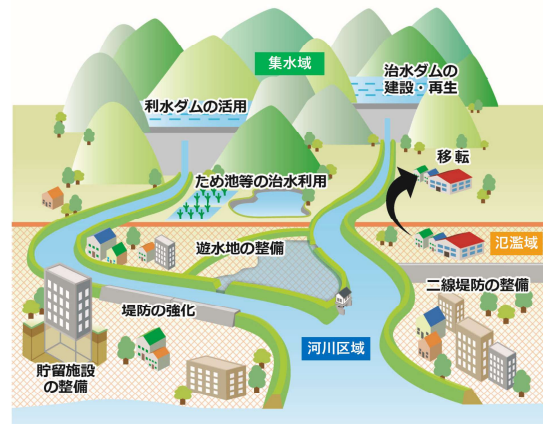 集水域
治水ダムの
建設・再生
利水ダムの活用
移転
ため池等の治水利用
氾濫域
遊水地の整備
二線堤防の整備
堤防の強化
河川区域
貯留施設
の整備